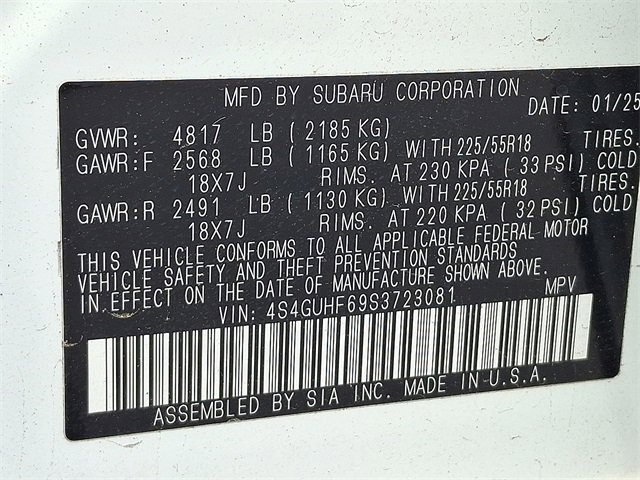 MFD BY SUBARU CORPORATION
DATE: 01/25
GVWR: 4817 LB ( 2185 KG)
GAWR:F 2568 LB ( 1165 KG) WITH 225/55R18 TIRES.
18X7J RIMS. AT 230 KPA ( 33 PSI) COLD
GAWR:R 2491 LB ( 1130 KG) WITH 225/55R18 TIRES.
18X7J RIMS. AT 220 KPA ( 32 PSI) COLD
THIS VEHICLE CONFORMS TO ALL APPLICABLE FEDERAL MOTOR
VEHICLE SAFETY AND THEFT PREVENTION STANDARDS
IN EFFECT ON THE DATE OF MANUFACTURE SHOWN ABOVE.
VIN: 4S4GUHF69S3723081 MPV
ASSEMBLED BY SIA INC. MADE IN U.S.A.